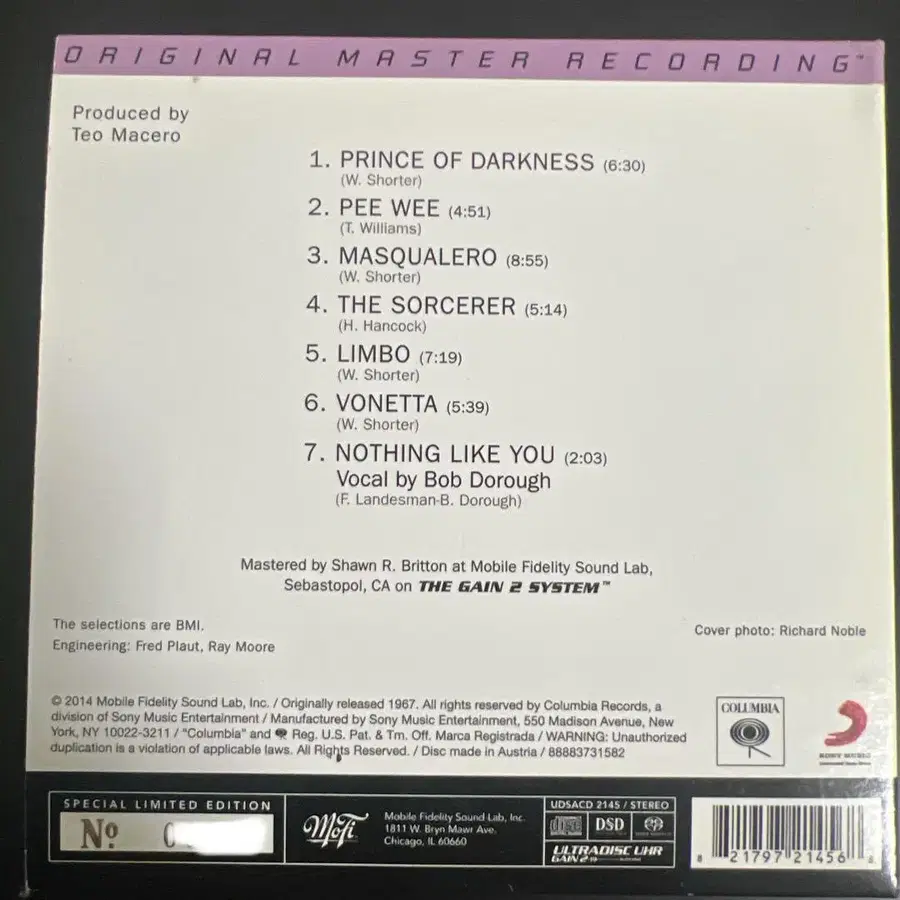 ORIGINAL MASTER RECORDING™
Produced by
Teo Macero
1. PRINCE OF DARKNESS (6:30)
(W. Shorter)
2. PEE WEE (4:51)
(T. Williams)
3. MASQUALERO (8:55)
(W. Shorter)
4. THE SORCERER (5:14)
(H. Hancock)
5. LIMBO (7:19)
(W. Shorter)
6. VONETTA (5:39)
(W. Shorter)
7. NOTHING LIKE YOU (2:03)
Vocal by Bob Dorough
(F. Landesman-B. Dorough)
Mastered by Shawn R. Britton at Mobile Fidelity Sound Lab,
Sebastopol, CA on THE GAIN 2 SYSTEM™
The selections are BMI.
Engineering: Fred Plaut, Ray Moore
Cover photo: Richard Noble
© 2014 Mobile Fidelity Sound Lab, Inc. / Originally released 1967. All rights reserved by Columbia Records, a
division of Sony Music Entertainment / Manufactured by Sony Music Entertainment, 550 Madison Avenue, New
York, NY 10022-3211 / "Columbia" and Reg. U.S. Pat. & Tm. Off. Marca Registrada / WARNING: Unauthorized
duplication is a violation of applicable laws. All Rights Reserved. / Disc made in Austria / 88883731582
COLUMBIA
SONY MUSIC
SPECIAL LIMITED EDITION
Nº 0
MoFi
Mobile Fidelity Sound Lab, Inc.
1811 W. Bryn Mawr Ave.
Chicago, IL 60660
UDSACD 2145 / STEREO
disc
DSD
ULTRADISC UHR
GAIN 2
8 21797 21456